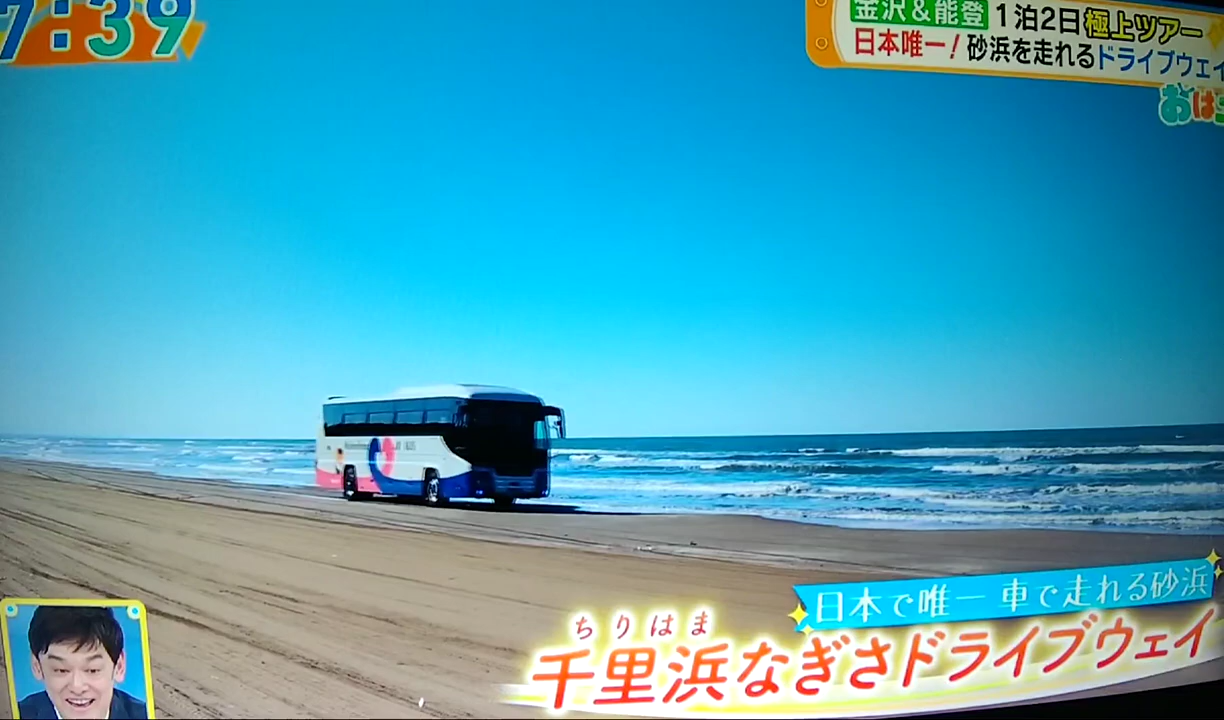 7:39
金沢&能登 1泊2日 極上ツアー
日本唯一! 砂浜を走れるドライブウェイ
おは
日本で唯一 車で走れる砂浜
ちりはま
千里浜なぎさドライブウェイ